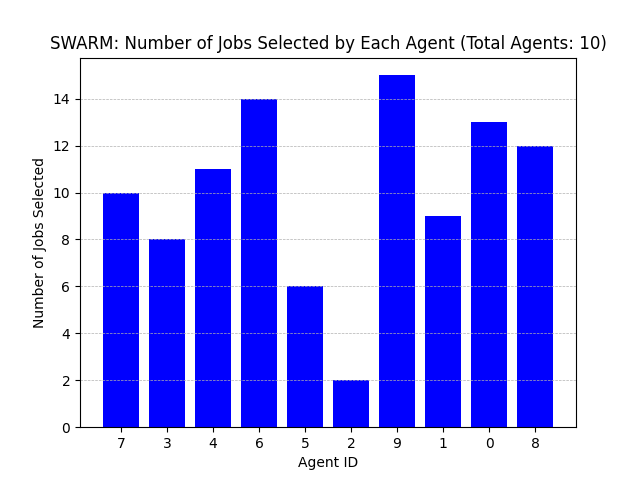 SWARM: Number of Jobs Selected by Each Agent (Total Agents: 10)
Number of Jobs Selected
14
12
10
8
6
4
2
0
7 3 4 6 5 2 9 1 0 8
Agent ID